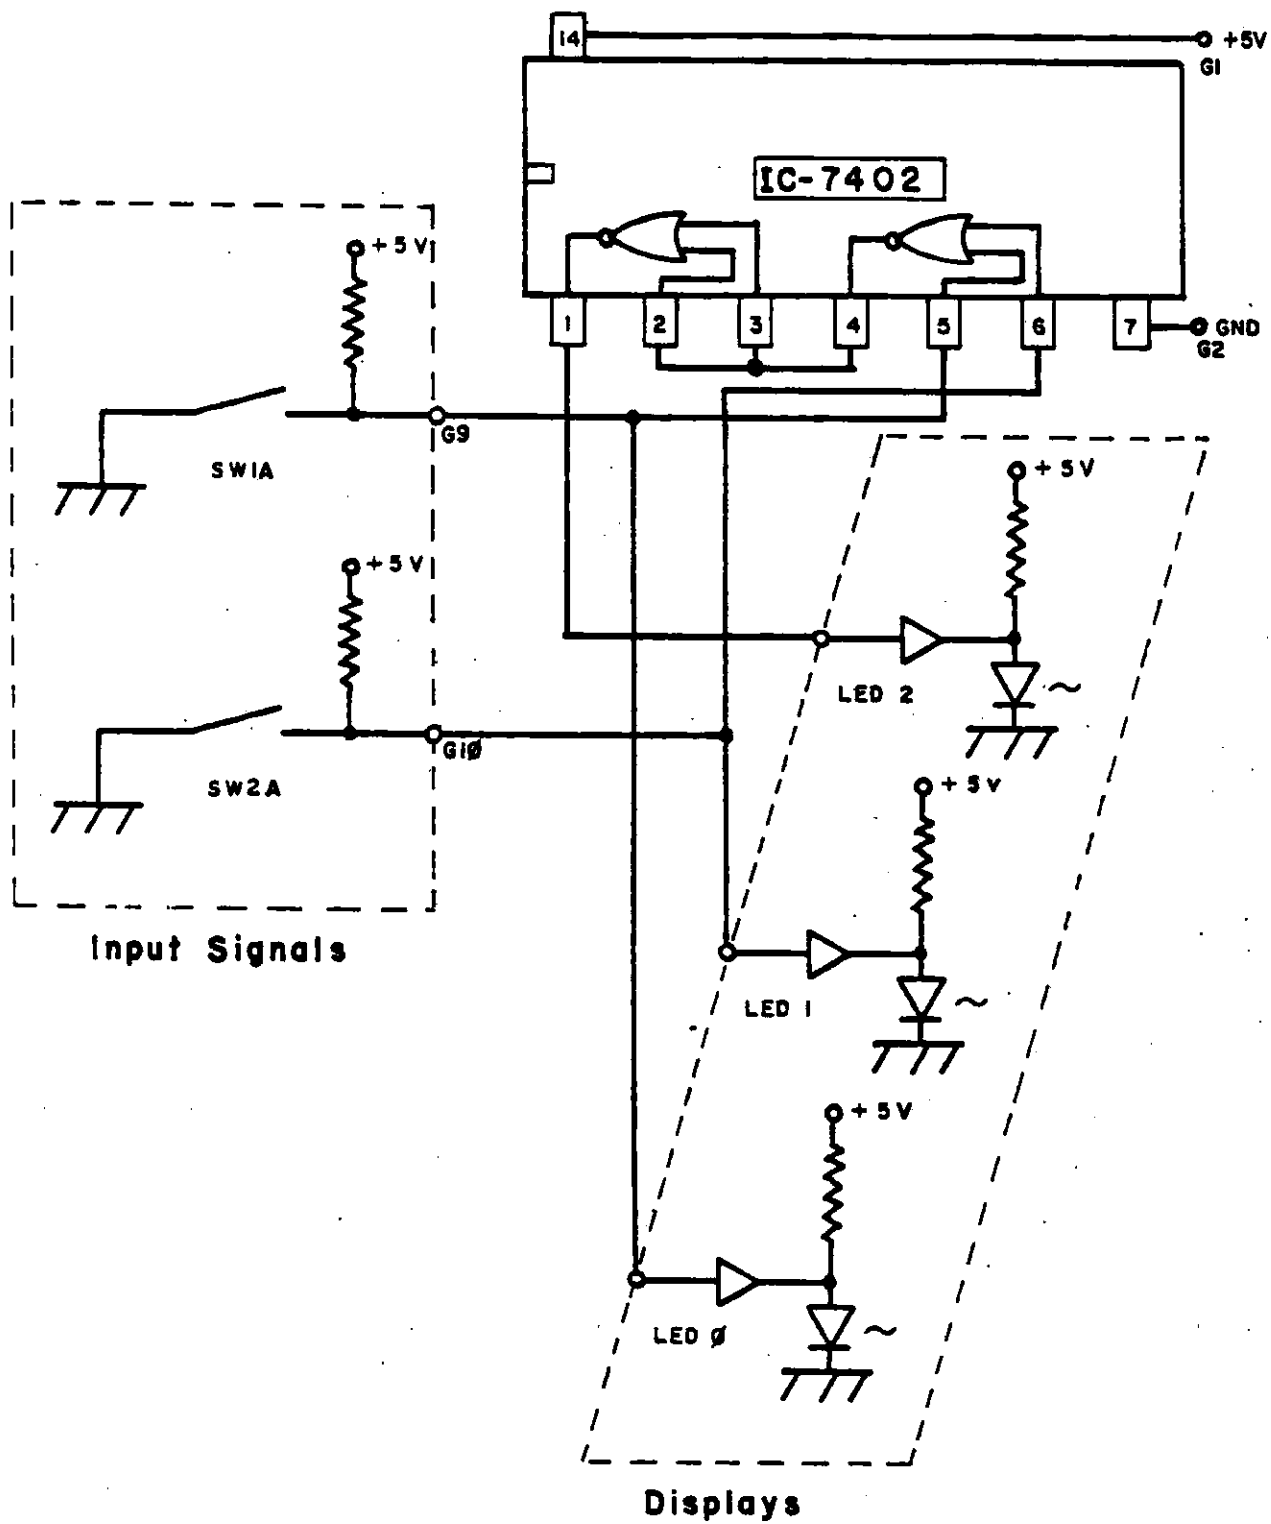 14
+5V
G1
IC-7402
+5V
1
2
3
4
5
6
7
GND
G2
G9
SW1A
+5V
+5V
LED 2
G1Ø
SW2A
+5V
Input Signals
LED 1
+5V
LED Ø
Displays